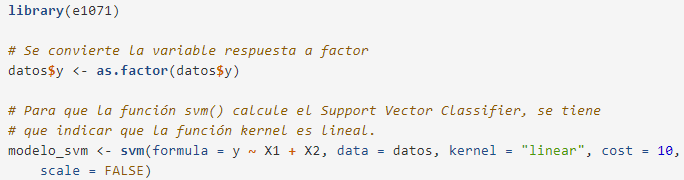 library(e1071)
# Se convierte la variable respuesta a factor
datos$y <- as.factor(datos$y)
# Para que la función svm() calcule el Support Vector Classifier, se tiene
# que indicar que la función kernel es lineal.
modelo_svm <- svm(formula = y ~ X1 + X2, data = datos, kernel = "linear", cost = 10,
scale = FALSE)